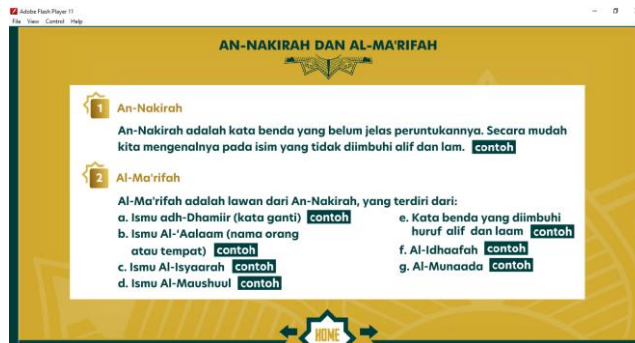 Adobe Flash Player 11
File View Control Help
AN-NAKIRAH DAN AL-MA'RIFAH
1 An-Nakirah
An-Nakirah adalah kata benda yang belum jelas peruntukannya. Secara mudah
kita mengenalnya pada isim yang tidak diimbuhi alif dan lam. contoh
2 Al-Ma'rifah
Al-Ma'rifah adalah lawan dari An-Nakirah, yang terdiri dari:
a. Ismu adh-Dhamiir (kata ganti) contoh
b. Ismu Al-'Aalaam (nama orang
atau tempat) contoh
c. Ismu Al-Isyaarah contoh
d. Ismu Al-Maushuul contoh
e. Kata benda yang diimbuhi
huruf alif dan laam contoh
f. Al-Idhaafah contoh
g. Al-Munaada contoh
HOME